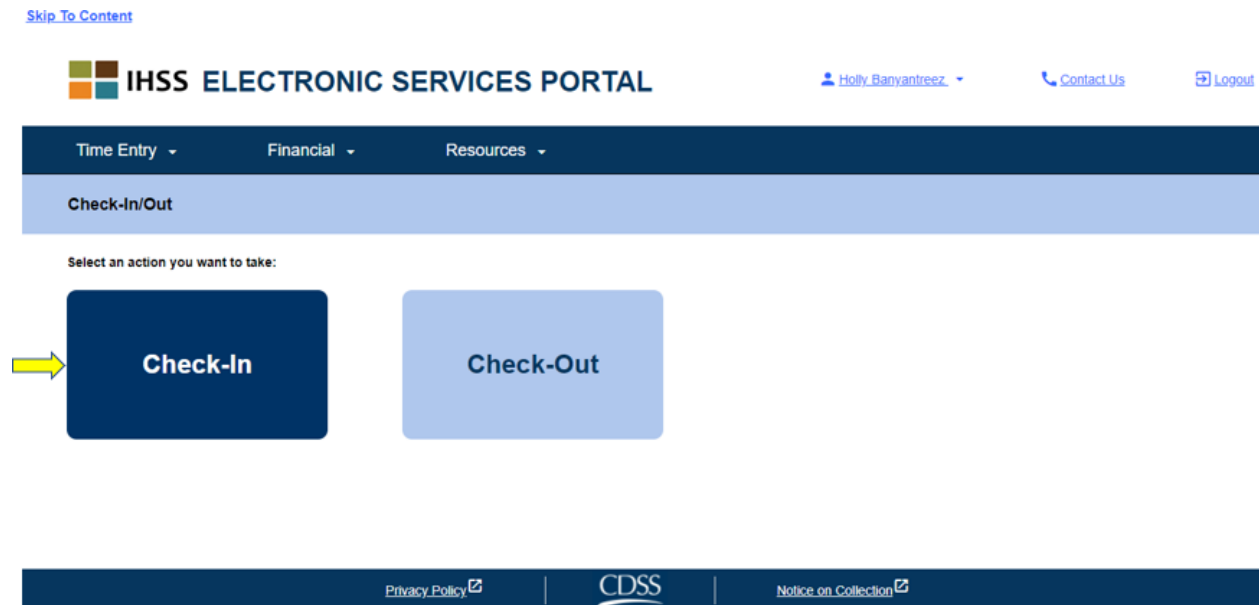 Skip To Content
IHSS ELECTRONIC SERVICES PORTAL
Holly Banyantreez
Contact Us
Logout
Time Entry
Financial
Resources
Check-In/Out
Select an action you want to take:
Check-In
Check-Out
Privacy Policy
CDSS
Notice on Collection